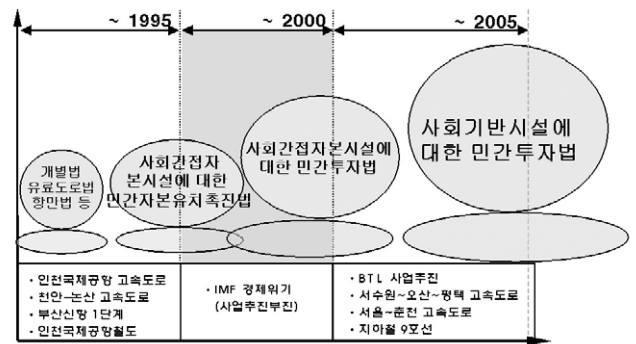 ~ 1995
~ 2000
~ 2005
개별법
유료도로법
항만법 등
사회간접자
본시설에 대한
민간자본유치촉진법
사회간접자본시설에
대한 민간투자법
사회기반시설에
대한 민간투자법
· 인천국제공항 고속도로
· 천안-논산 고속도로
· 부산신항 1단계
· 인천국제공항철도
· IMF 경제위기
(사업추진부진)
· BTL 사업추진
· 서수원~오산~평택 고속도로
· 서울~춘천 고속도로
· 지하철 9호선